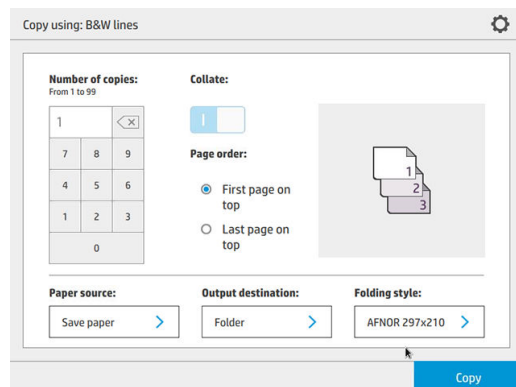 Copy using: B&W lines
Number of copies:
From 1 to 99
1
7 8 9
4 5 6
1 2 3
0
Collate:
Page order:
First page on
top
Last page on
top
1
2
3
Paper source:
Save paper
Output destination:
Folder
Folding style:
AFNOR 297x210
Copy